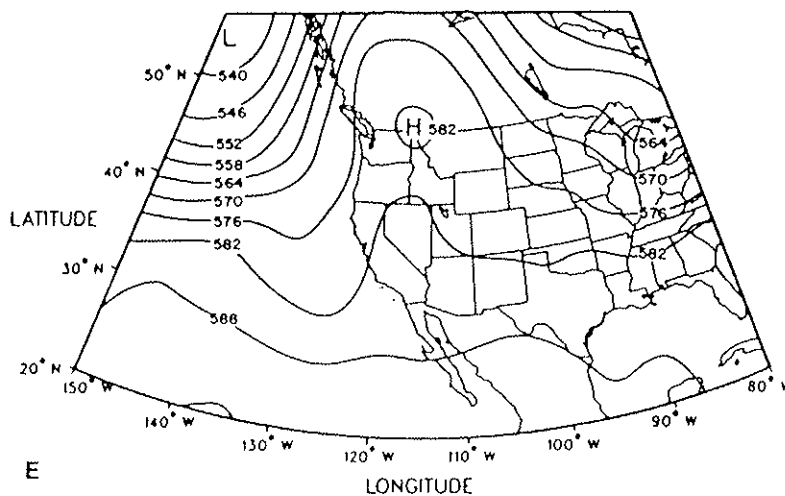 L
50° N
540
546
H 582
552
564
558
40° N
564
570
570
576
576
LATITUDE
582
582
30° N
588
20° N
150° W
80° W
140° W
90° W
130° W
100° W
120° W
110° W
E
LONGITUDE